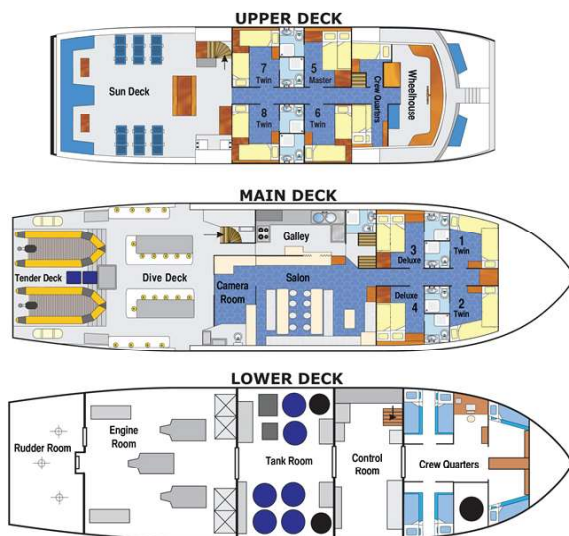 UPPER DECK
Sun Deck
7
Twin
5
Master
8
Twin
6
Twin
Crew Quarters
Wheelhouse
MAIN DECK
Tender Deck
Dive Deck
Galley
Camera
Room
Salon
3
Deluxe
1
Twin
Deluxe
4
2
Twin
LOWER DECK
Rudder Room
Engine
Room
Tank Room
Control
Room
Crew Quarters